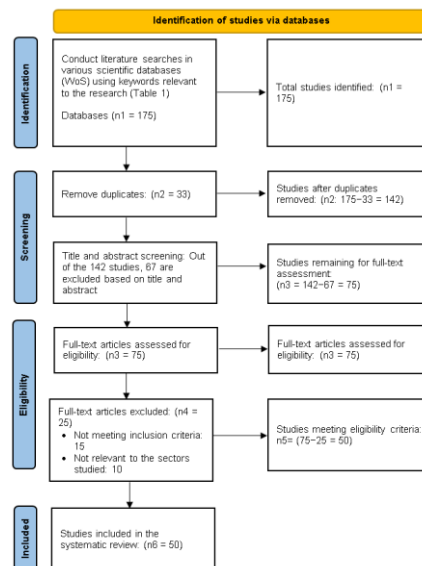 Identification of studies via databases
Identification
Conduct literature searches in
various scientific databases
(WoS) using keywords relevant
to the research (Table 1)
Databases (n1 = 175)
Total studies identified: (n1 =
175)
Screening
Remove duplicates: (n2 = 33)
Studies after duplicates
removed: (n2: 175−33 = 142)
Title and abstract screening: Out
of the 142 studies, 67 are
excluded based on title and
abstract
Studies remaining for full-text
assessment:
(n3 = 142−67 = 75)
Eligibility
Full-text articles assessed for
eligibility: (n3 = 75)
Full-text articles assessed for
eligibility: (n3 = 75)
Full-text articles excluded: (n4 =
25)
• Not meeting inclusion criteria:
15
• Not relevant to the sectors
studied: 10
Studies meeting eligibility criteria:
n5= (75−25 = 50)
Included
Studies included in the
systematic review: (n6 = 50)